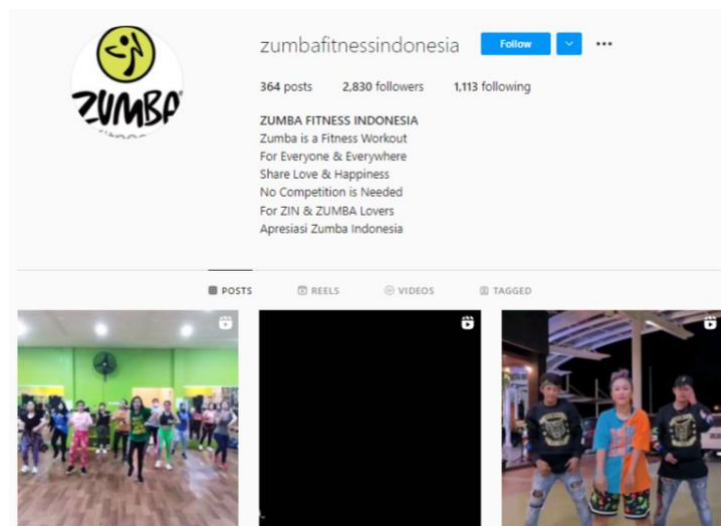 ZUMBA
zumbafitnessindonesia Follow
364 posts 2,830 followers 1,113 following
ZUMBA FITNESS INDONESIA
Zumba is a Fitness Workout
For Everyone & Everywhere
Share Love & Happiness
No Competition is Needed
For ZIN & ZUMBA Lovers
Apresiasi Zumba Indonesia
POSTS REELS VIDEOS TAGGED